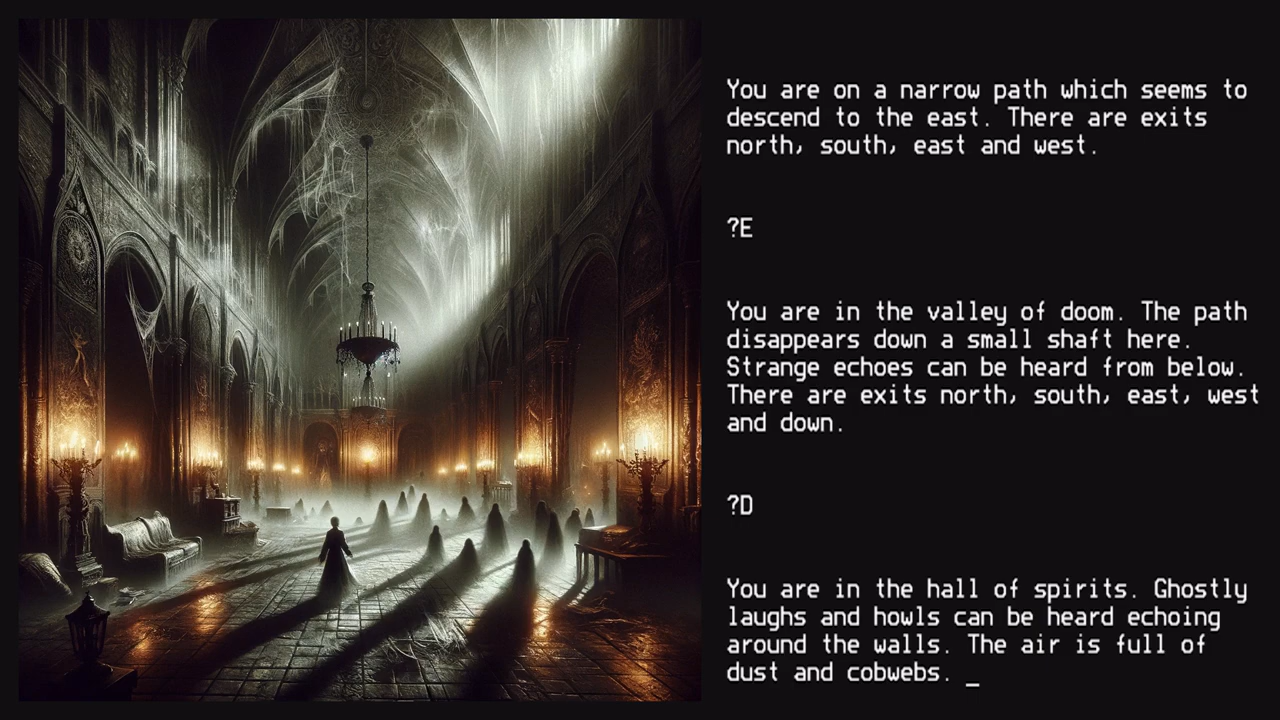 You are on a narrow path which seems to
descend to the east. There are exits
north, south, east and west.
?E
You are in the valley of doom. The path
disappears down a small shaft here.
Strange echoes can be heard from below.
There are exits north, south, east, west
and down.
?D
You are in the hall of spirits. Ghostly
laughs and howls can be heard echoing
around the walls. The air is full of
dust and cobwebs. _